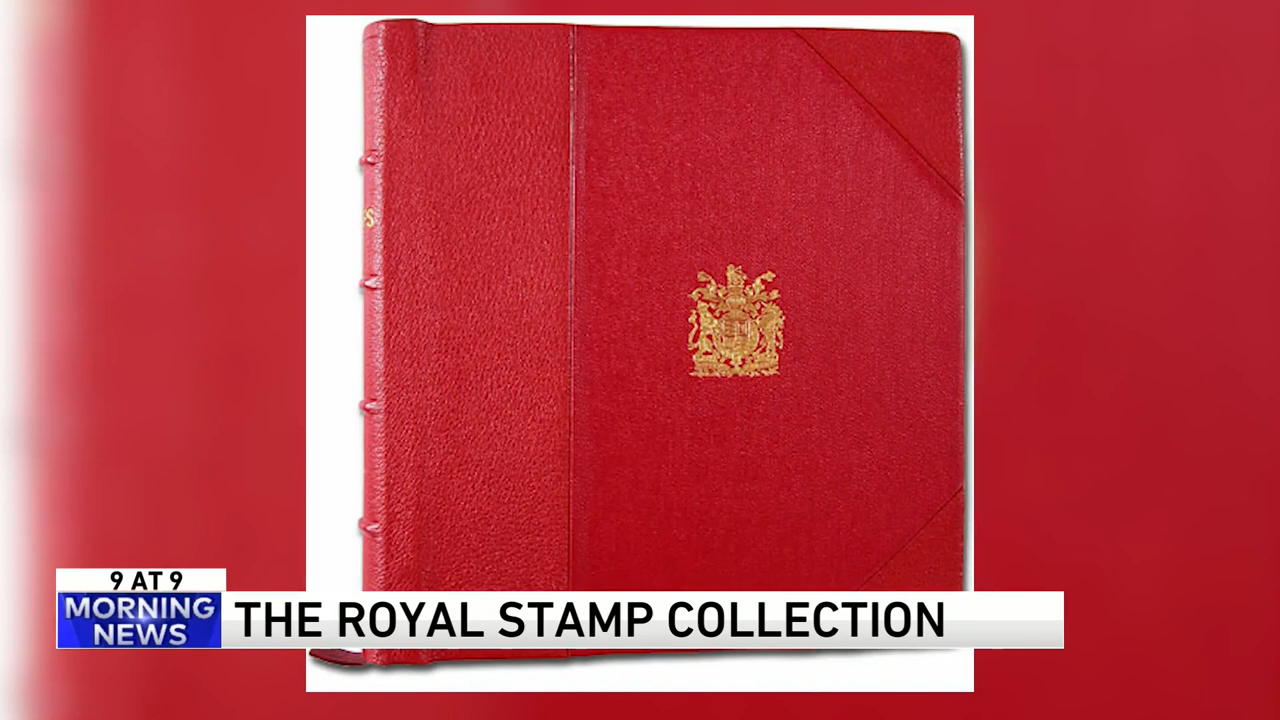 9 AT 9
MORNING
NEWS
THE ROYAL STAMP COLLECTION